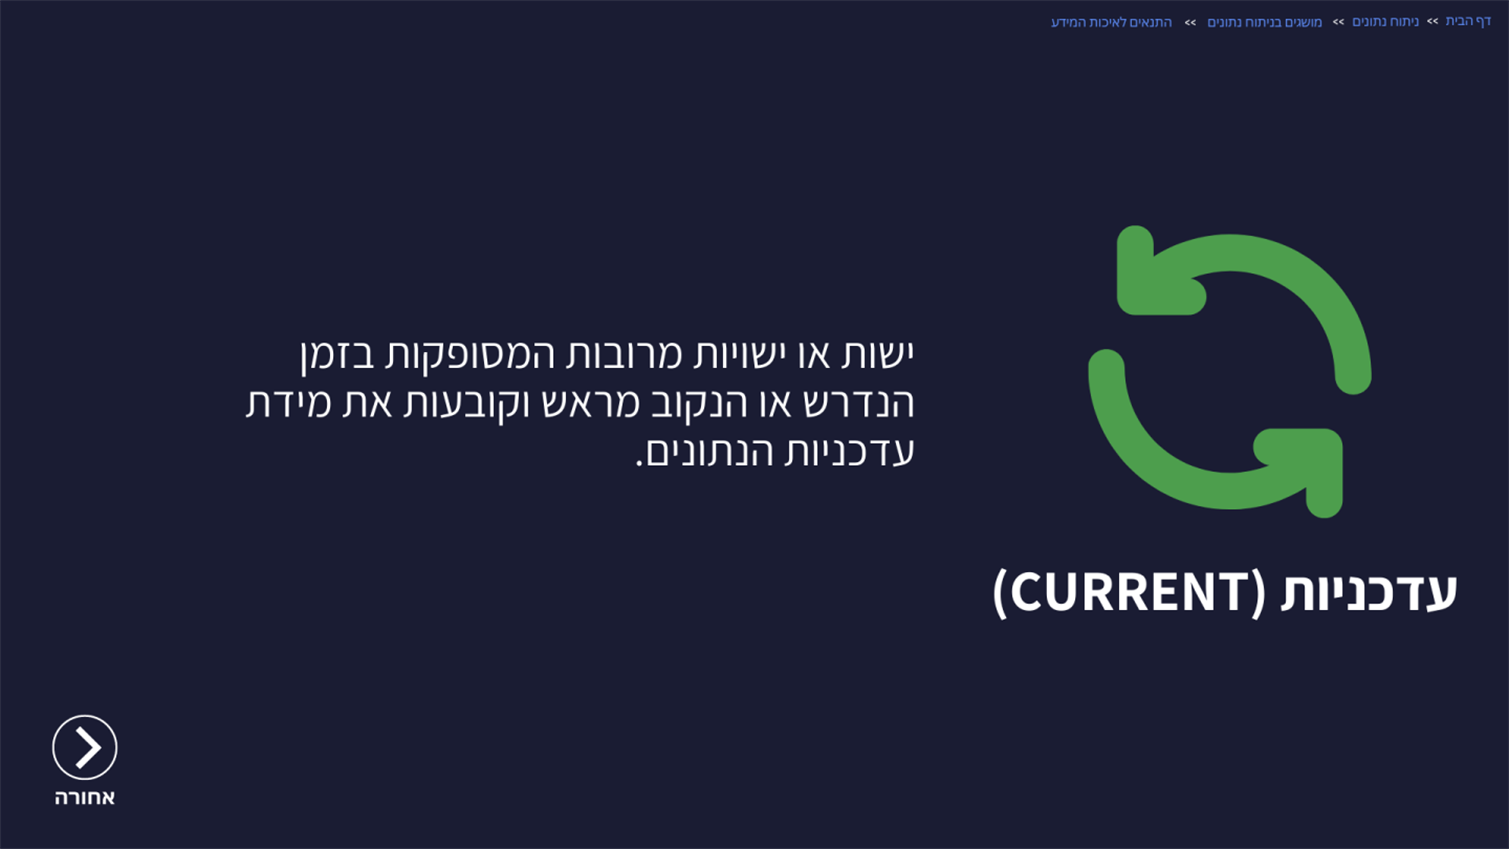 דף הבית >> ניתוח נתונים >> מושגים בניתוח נתונים >> התנאים לאיכות המידע
ישות או ישויות מרובות המסופקות בזמן
הנדרש או הנקוב מראש וקובעות את מידת
עדכניות הנתונים.
עדכניות (CURRENT)
אחורה